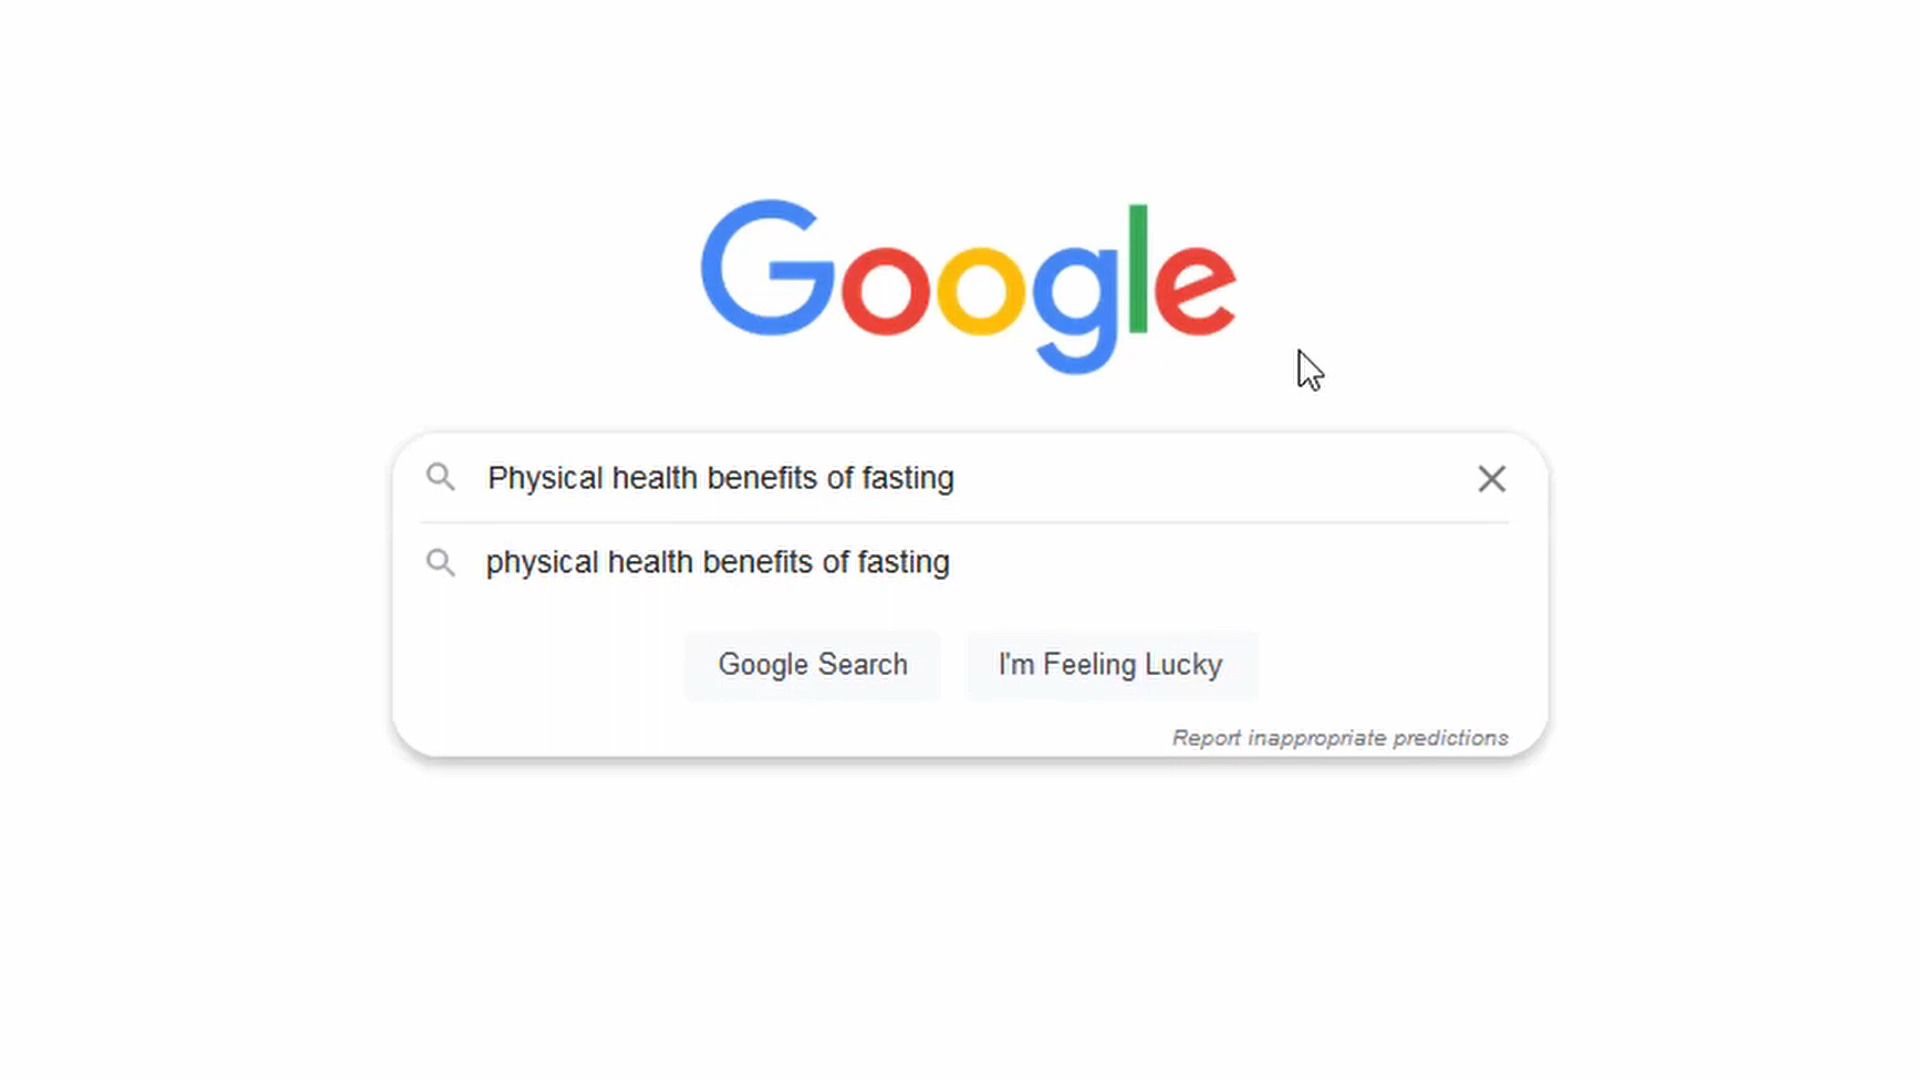 Google
Physical health benefits of fasting
physical health benefits of fasting
Google Search
I'm Feeling Lucky
Report inappropriate predictions